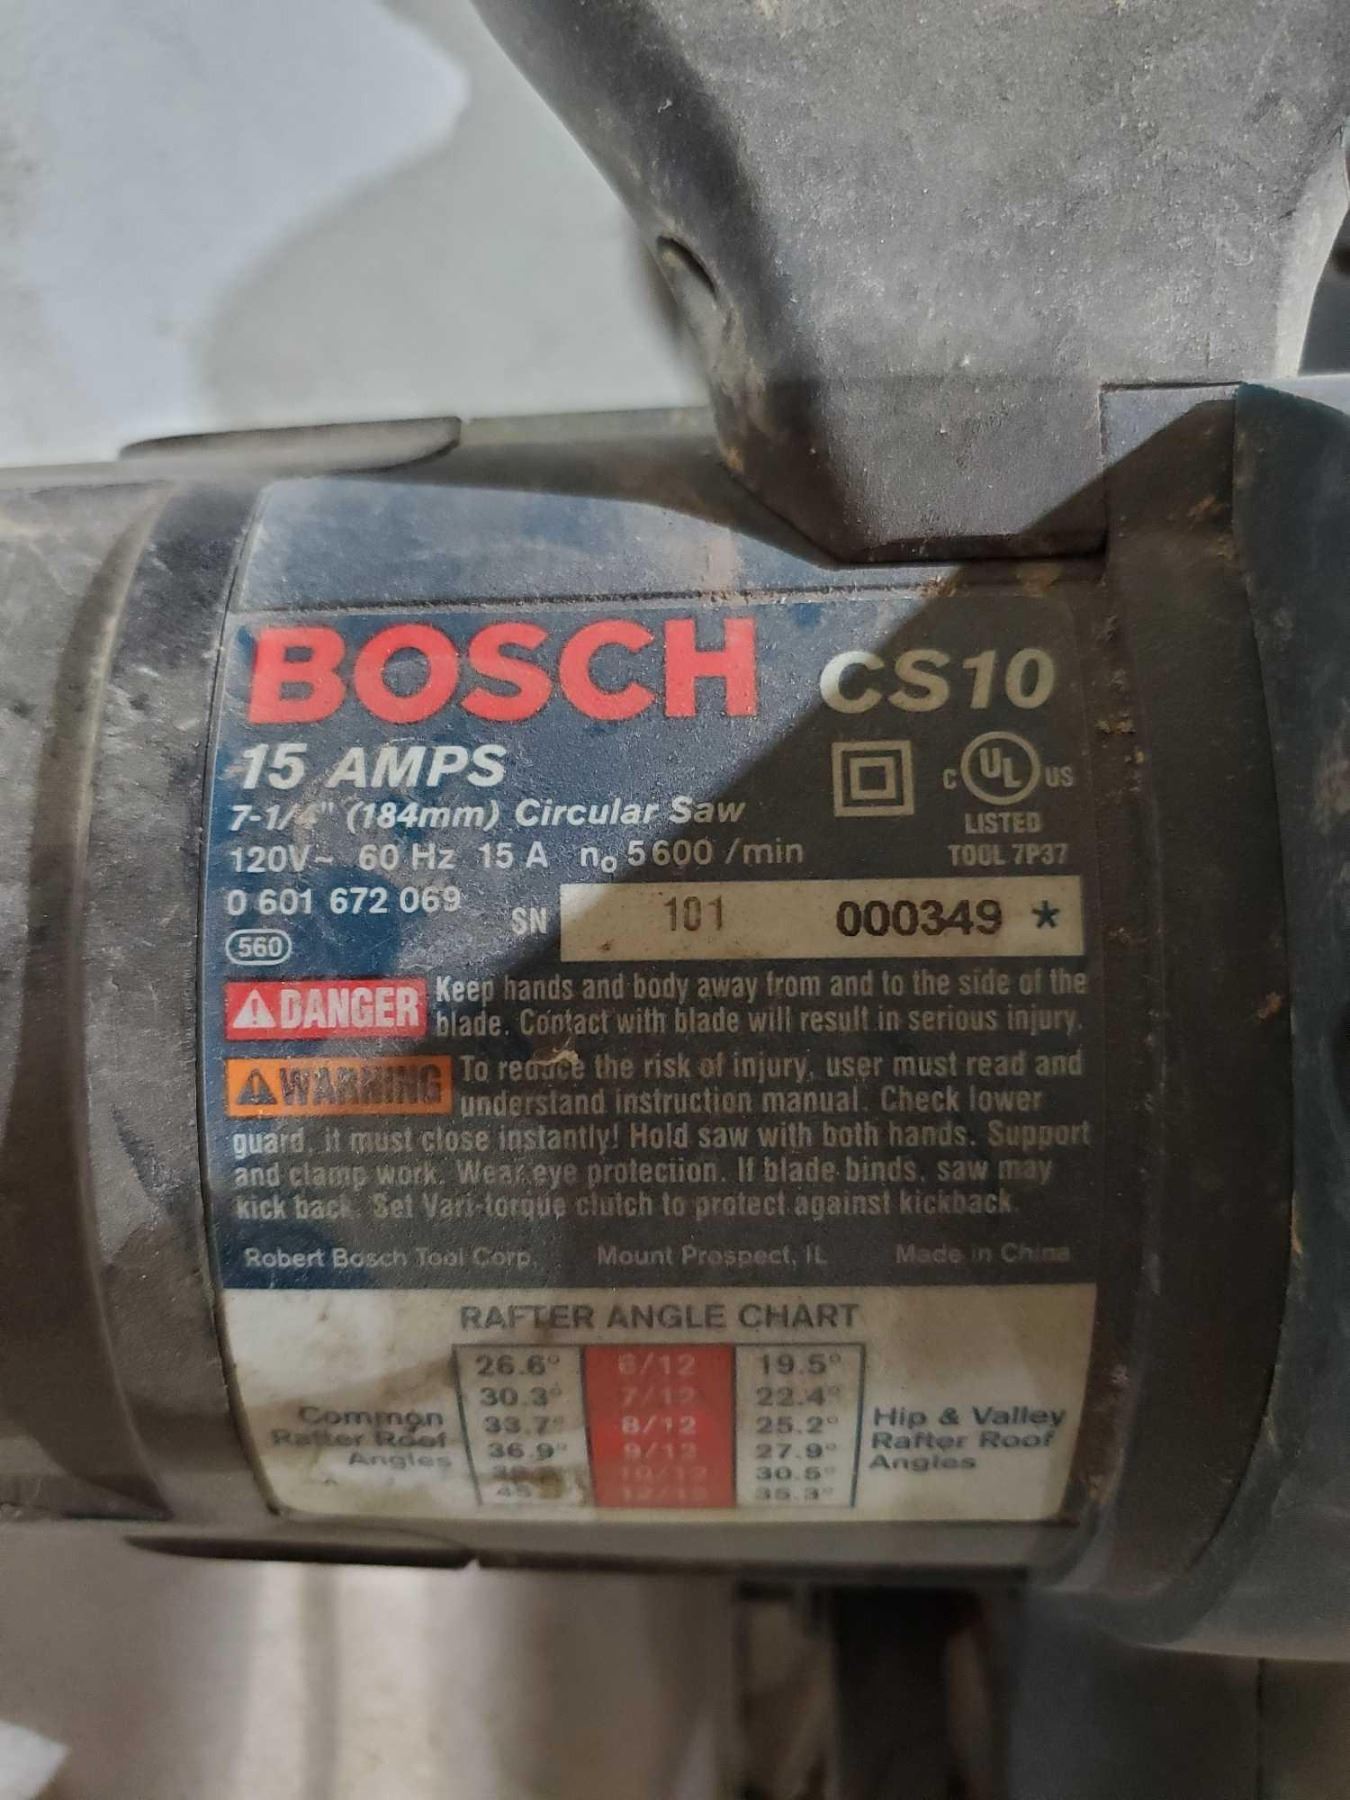 BOSCH CS10
15 AMPS
7-1/4" (184mm) Circular Saw
120V~ 60 Hz 15 A n₀ 5600 /min
C UL US
LISTED
TOOL 7P37
0 601 672 069
SN 101 000349 *
560
DANGER Keep hands and body away from and to the side of the
blade. Contact with blade will result in serious injury.
WARNING To reduce the risk of injury, user must read and
understand instruction manual. Check lower
guard, it must close instantly! Hold saw with both hands. Support
and clamp work. Wear eye protection. If blade binds, saw may
kick back. Set Vari-torque clutch to protect against kickback.
Robert Bosch Tool Corp. Mount Prospect, IL Made in China
RAFTER ANGLE CHART
Common
Rafter Roof
Angles
26.6° 6/12 19.5°
30.3° 7/12 22.4°
33.7° 8/12 25.2°
36.9° 9/12 27.9°
10/12 30.5°
12/12 35.3°
Hip & Valley
Rafter Roof
Angles